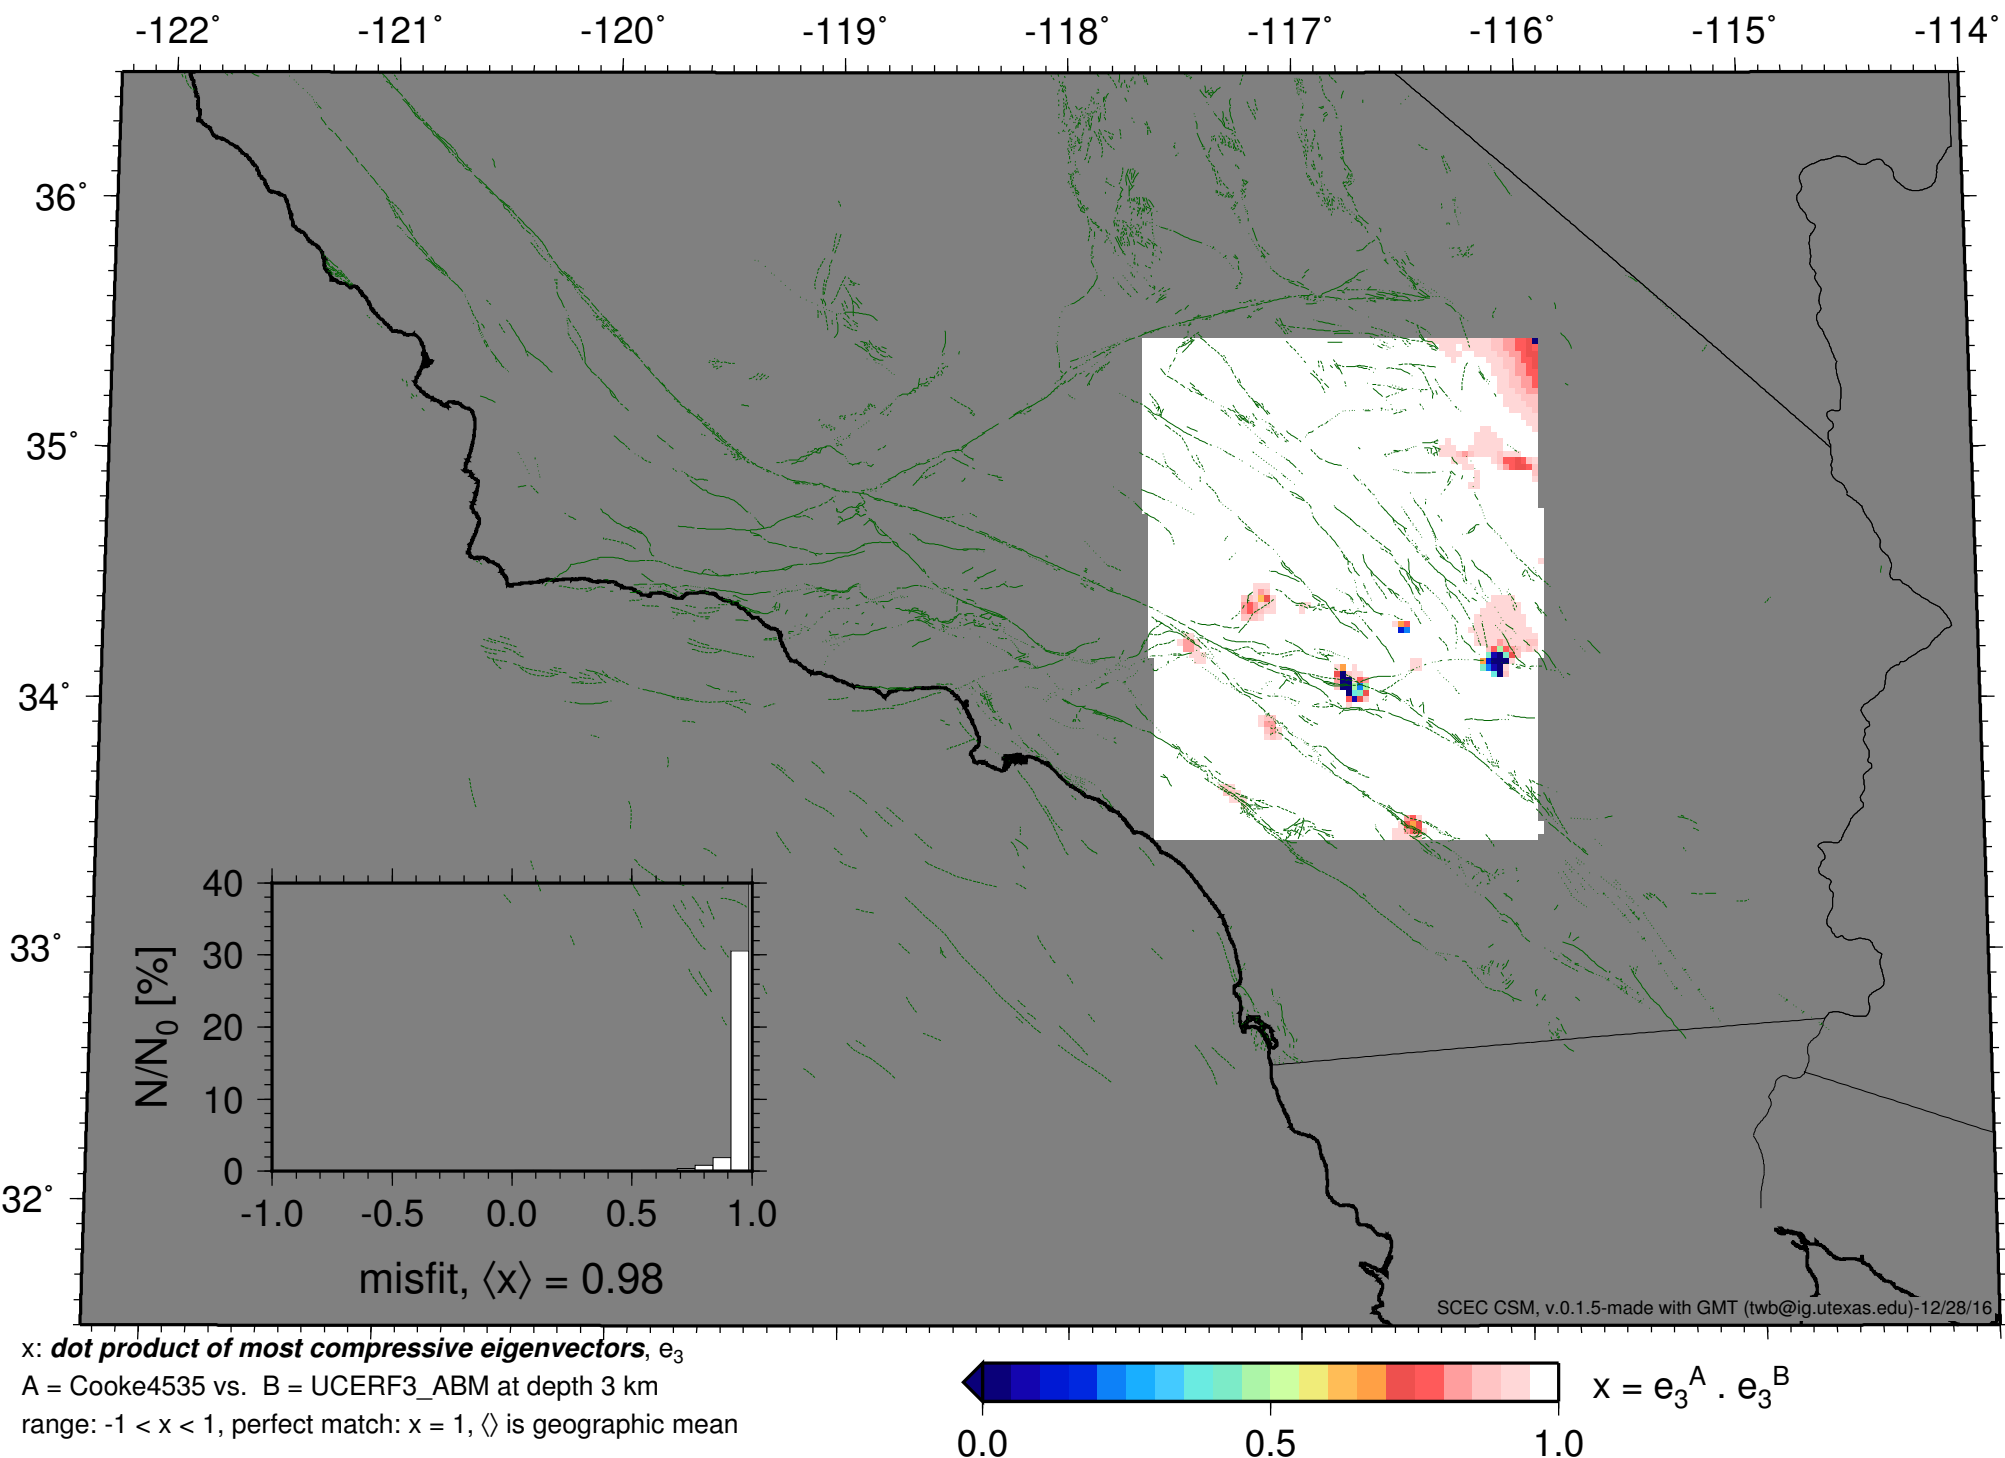 -122˚ -121˚ -120˚ -119˚ -118˚ -117˚ -116˚ -115˚ -114˚
36˚
35˚
34˚
33˚
32˚
40
30
20
10
0
N/N0 [%]
-1.0 -0.5 0.0 0.5 1.0
misfit, ⟨x⟩ = 0.98
SCEC CSM, v.0.1.5-made with GMT (twb@ig.utexas.edu)-12/28/16
x: dot product of most compressive eigenvectors, e3
A = Cooke4535 vs. B = UCERF3_ABM at depth 3 km
range: -1 < x < 1, perfect match: x = 1, ⟨⟩ is geographic mean
x = e3^A . e3^B
0.0 0.5 1.0